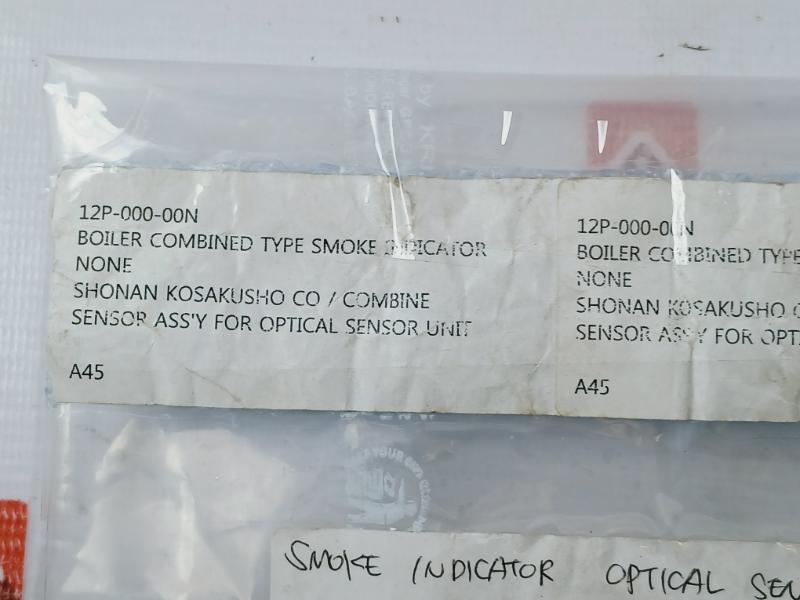 12P-000-00N
BOILER COMBINED TYPE SMOKE INDICATOR
NONE
SHONAN KOSAKUSHO CO / COMBINE
SENSOR ASS'Y FOR OPTICAL SENSOR UNIT
A45
12P-000-00N
BOILER COMBINED TYPE
NONE
SHONAN KOSAKUSHO
SENSOR ASS'Y FOR
A45
SMOKE INDICATOR OPTICAL